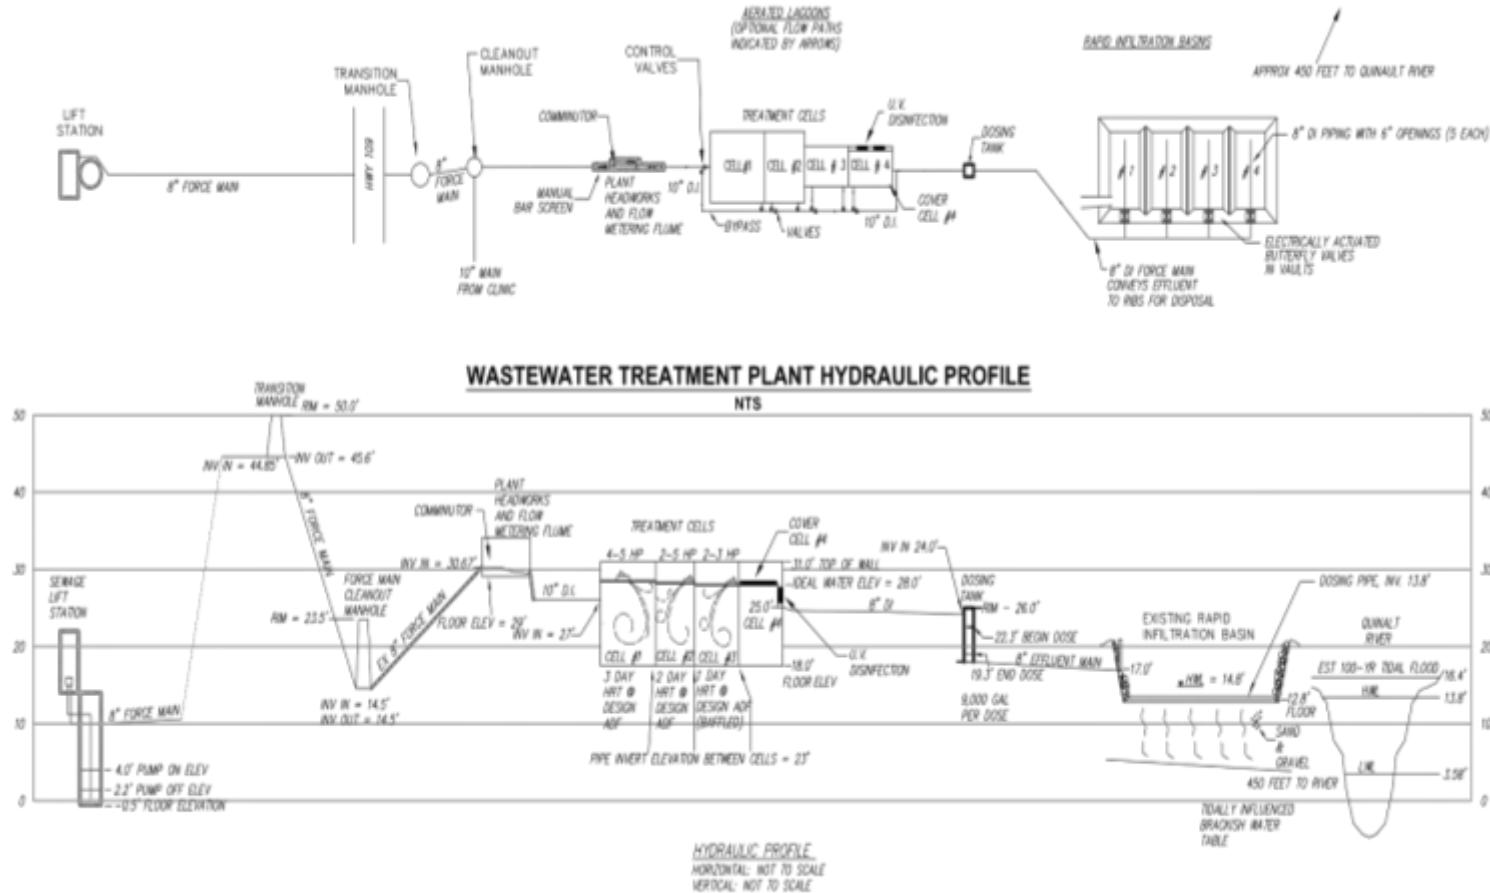 AERATED LAGOONS
(OPTIONAL FLOW PATHS
INDICATED BY ARROWS)
RAPID INFILTRATION BASINS
APPROX 450 FEET TO QUINAULT RIVER
LIFT
STATION
8" FORCE MAIN
HWY 109
TRANSITION
MANHOLE
8"
FORCE
MAIN
CLEANOUT
MANHOLE
10" MAIN
FROM CLINIC
COMMINUTOR
MANUAL
BAR SCREEN
PLANT
HEADWORKS
AND FLOW
METERING FLUME
CONTROL
VALVES
10" D.I.
BYPASS
VALVES
10" D.I.
TREATMENT CELLS
CELL#1
CELL #2
CELL # 3
CELL # 4
U.V.
DISINFECTION
COVER
CELL #4
DOSING
TANK
# 1
# 2
# 3
# 4
8" DI PIPING WITH 6" OPENINGS (5 EACH)
ELECTRICALLY ACTUATED
BUTTERFLY VALVES
IN VAULTS
8" DI FORCE MAIN
CONVEYS EFFLUENT
TO RIBS FOR DISPOSAL
WASTEWATER TREATMENT PLANT HYDRAULIC PROFILE
NTS
50
40
30
20
10
0
50
40
30
20
10
0
SEWAGE
LIFT
STATION
8" FORCE MAIN
4.0' PUMP ON ELEV
2.2' PUMP OFF ELEV
-0.5' FLOOR ELEVATION
TRANSITION
MANHOLE
RIM = 50.0'
INV IN = 44.85'
INV OUT = 45.6'
8" FORCE MAIN
FORCE MAIN
CLEANOUT
MANHOLE
RIM = 23.5'
INV IN = 14.5'
INV OUT = 14.5'
EX 8" FORCE MAIN
COMMINUTOR
PLANT
HEADWORKS
AND FLOW
METERING FLUME
INV IN = 30.67'
FLOOR ELEV = 29'
10" D.I.
INV IN = 27'
TREATMENT CELLS
4-5 HP
2-5 HP
2-3 HP
CELL #1
CELL #2
CELL #3
CELL #4
3 DAY
HRT @
DESIGN
ADF
2 DAY
HRT @
DESIGN
ADF
DAY
HRT @
DESIGN ADF
(BAFFLED)
PIPE INVERT ELEVATION BETWEEN CELLS = 23'
COVER
CELL #4
31.0' TOP OF WALL
IDEAL WATER ELEV = 28.0'
25.0'
U.V.
DISINFECTION
18.0'
FLOOR ELEV
8" DI
INV IN 24.0'
DOSING
TANK
RIM - 26.0'
22.3' BEGIN DOSE
8" EFFLUENT MAIN
19.3' END DOSE
9,000 GAL
PER DOSE
17.0'
EXISTING RAPID
INFILTRATION BASIN
HWL = 14.8'
DOSING PIPE, INV. 13.8'
12.8'
FLOOR
SAND
&
GRAVEL
450 FEET TO RIVER
TIDALLY INFLUENCED
BRACKISH WATER
TABLE
QUINALT
RIVER
EST 100-YR TIDAL FLOOD
16.4'
HWL
13.8'
LWL
3.58'
HYDRAULIC PROFILE
HORIZONTAL: NOT TO SCALE
VERTICAL: NOT TO SCALE